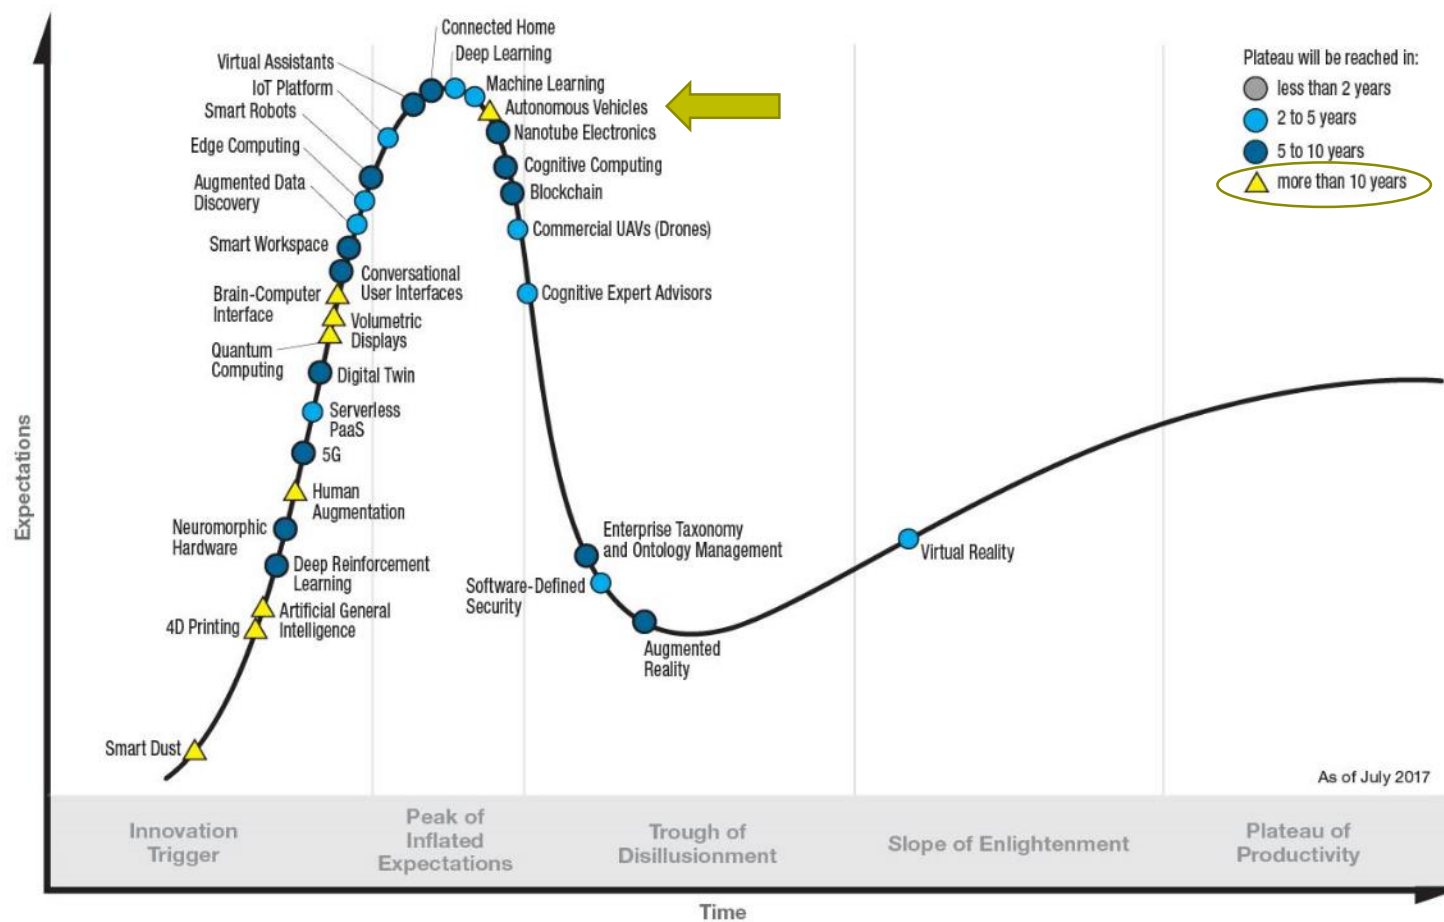 Connected Home
Deep Learning
Virtual Assistants
IoT Platform
Machine Learning
Smart Robots
Autonomous Vehicles
Nanotube Electronics
Edge Computing
Cognitive Computing
Augmented Data
Discovery
Blockchain
Commercial UAVs (Drones)
Smart Workspace
Conversational
User Interfaces
Brain-Computer
Interface
Cognitive Expert Advisors
Volumetric
Displays
Quantum
Computing
Digital Twin
Serverless
PaaS
5G
Human
Augmentation
Neuromorphic
Hardware
Deep Reinforcement
Learning
Artificial General
Intelligence
4D Printing
Smart Dust
Enterprise Taxonomy
and Ontology Management
Software-Defined
Security
Augmented
Reality
Virtual Reality
Plateau will be reached in:
less than 2 years
2 to 5 years
5 to 10 years
more than 10 years
As of July 2017
Expectations
Innovation
Trigger
Peak of
Inflated
Expectations
Trough of
Disillusionment
Slope of Enlightenment
Plateau of
Productivity
Time